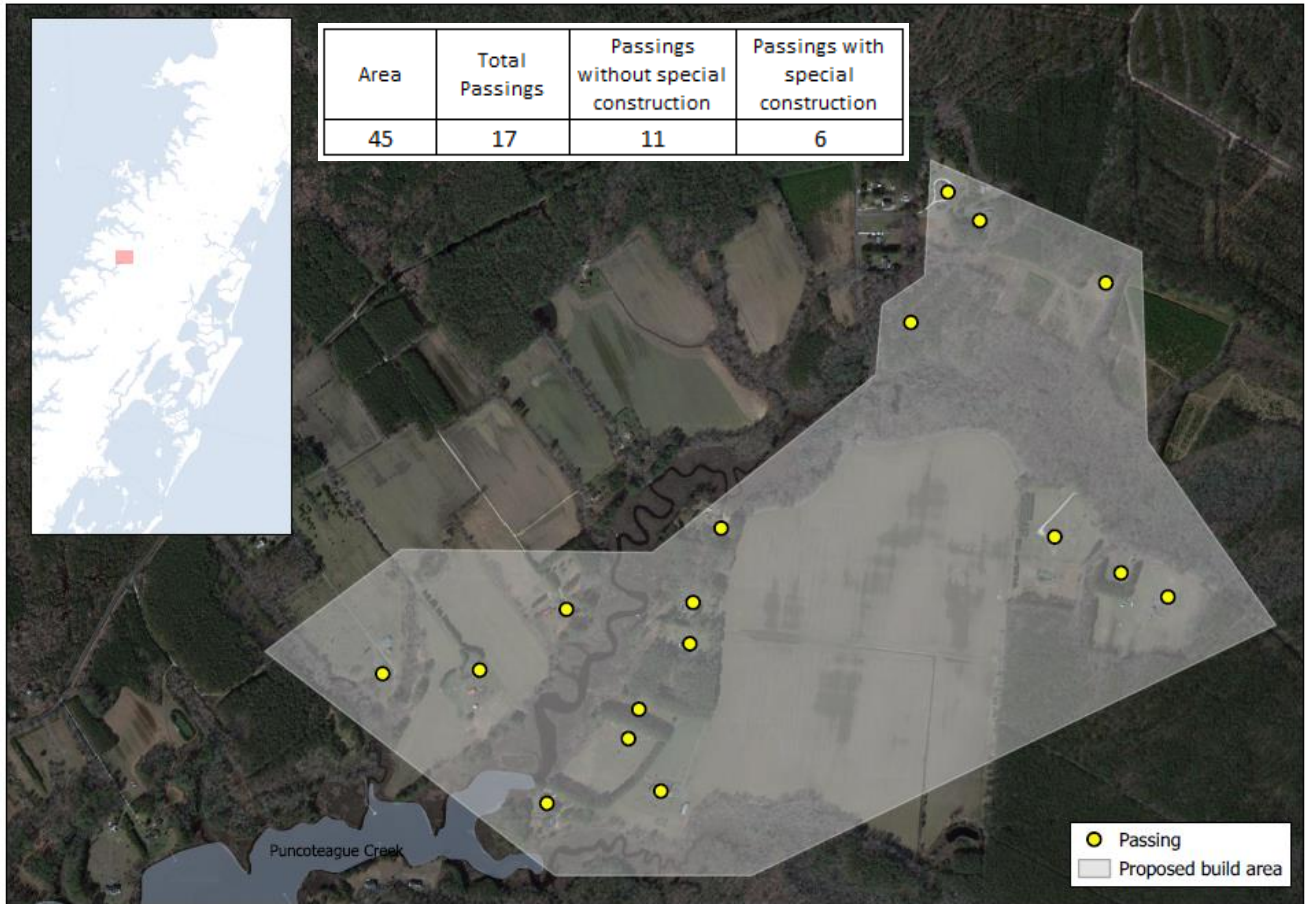 Area
Total
Passings
Passings
without special
construction
Passings with
special
construction
45
17
11
6
Puncoteague Creek
Passing
Proposed build area